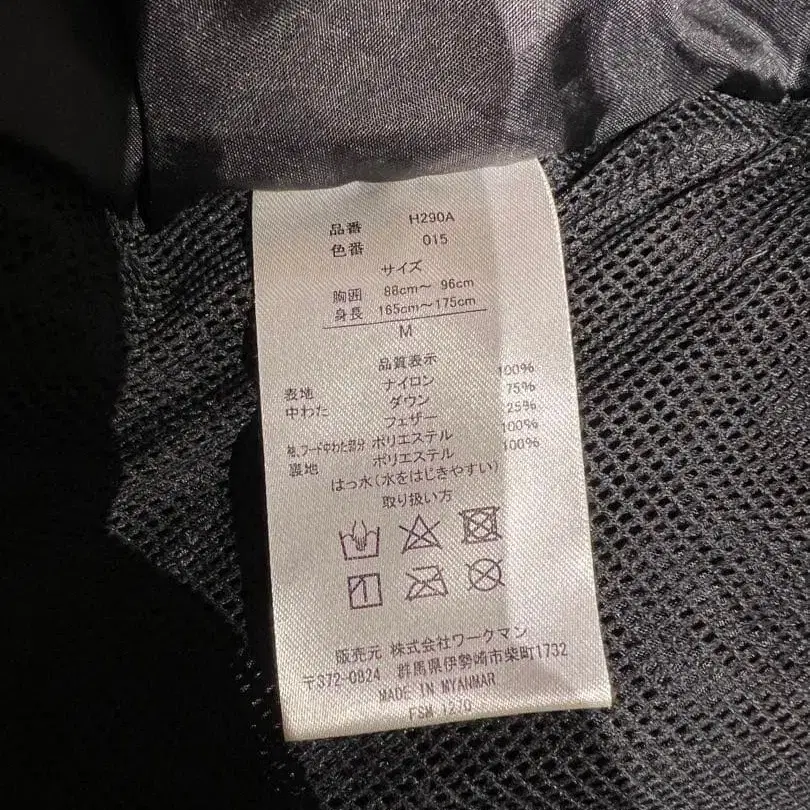 品番 H290A
色番 015
サイズ
胸囲 88cm～ 96cm
身長 165cm～175cm
M
品質表示
表地 ナイロン 100%
中わた ダウン 75%
フェザー 25%
袖、フード中わた部分 ポリエステル 100%
裏地 ポリエステル 100%
はっ水(水をはじきやすい)
取り扱い方
販売元 株式会社ワークマン
〒372-0824 群馬県伊勢崎市柴町1732
MADE IN MYANMAR
FSM 1270